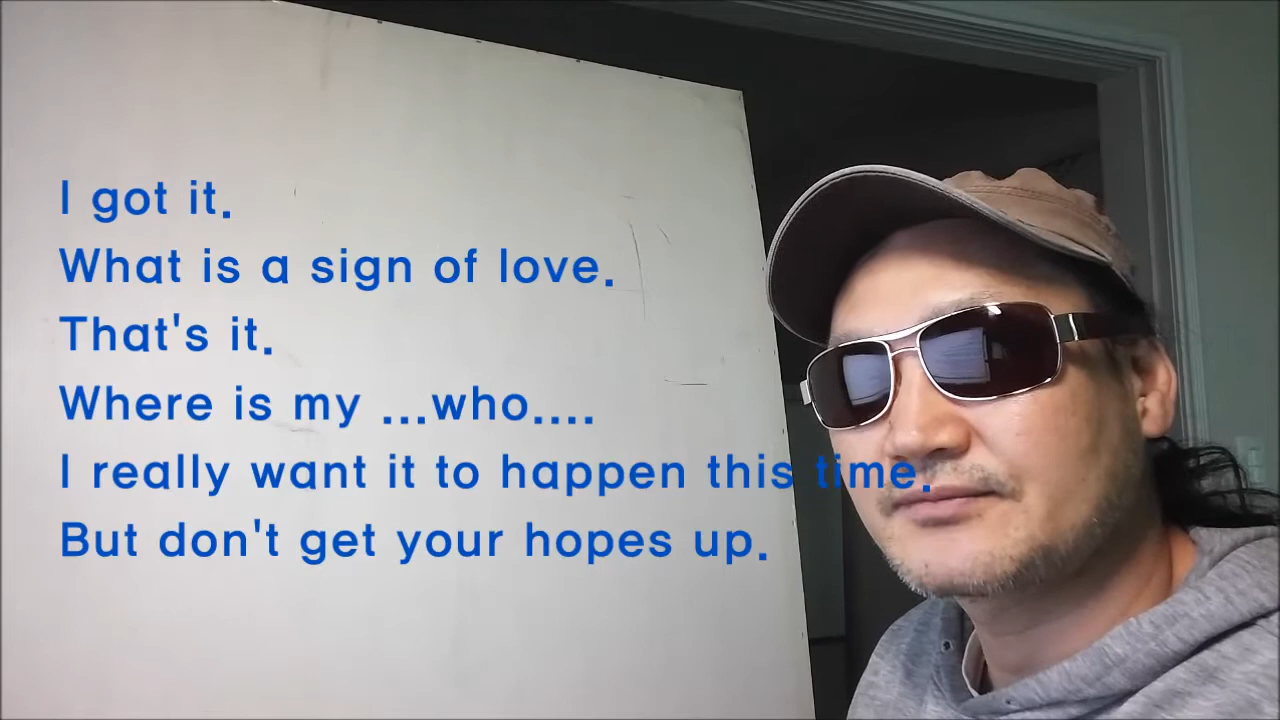 I got it.
What is a sign of love.
That's it.
Where is my ...who....
I really want it to happen this time.
But don't get your hopes up.